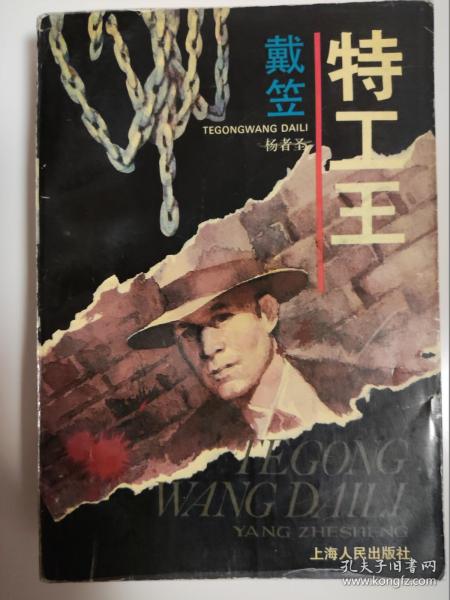 特工王
戴笠
TEGONGWANG DAILI
杨者圣
TEGONG
WANG DAILI
YANG ZHESHENG
上海人民出版社
孔夫子旧书网
kongfz.com